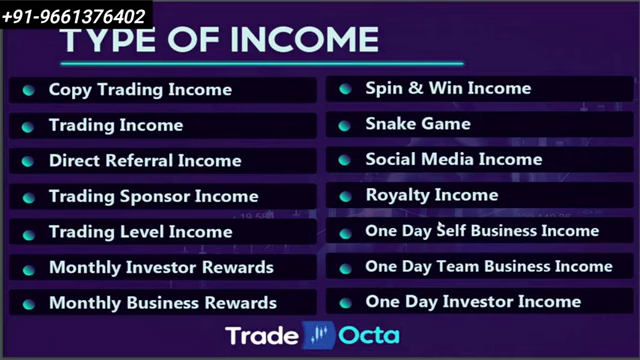 +91-9661376402
TYPE OF INCOME
Copy Trading Income
Trading Income
Direct Referral Income
Trading Sponsor Income
Trading Level Income
Monthly Investor Rewards
Monthly Business Rewards
Spin & Win Income
Snake Game
Social Media Income
Royalty Income
One Day Self Business Income
One Day Team Business Income
One Day Investor Income
Trade Octa